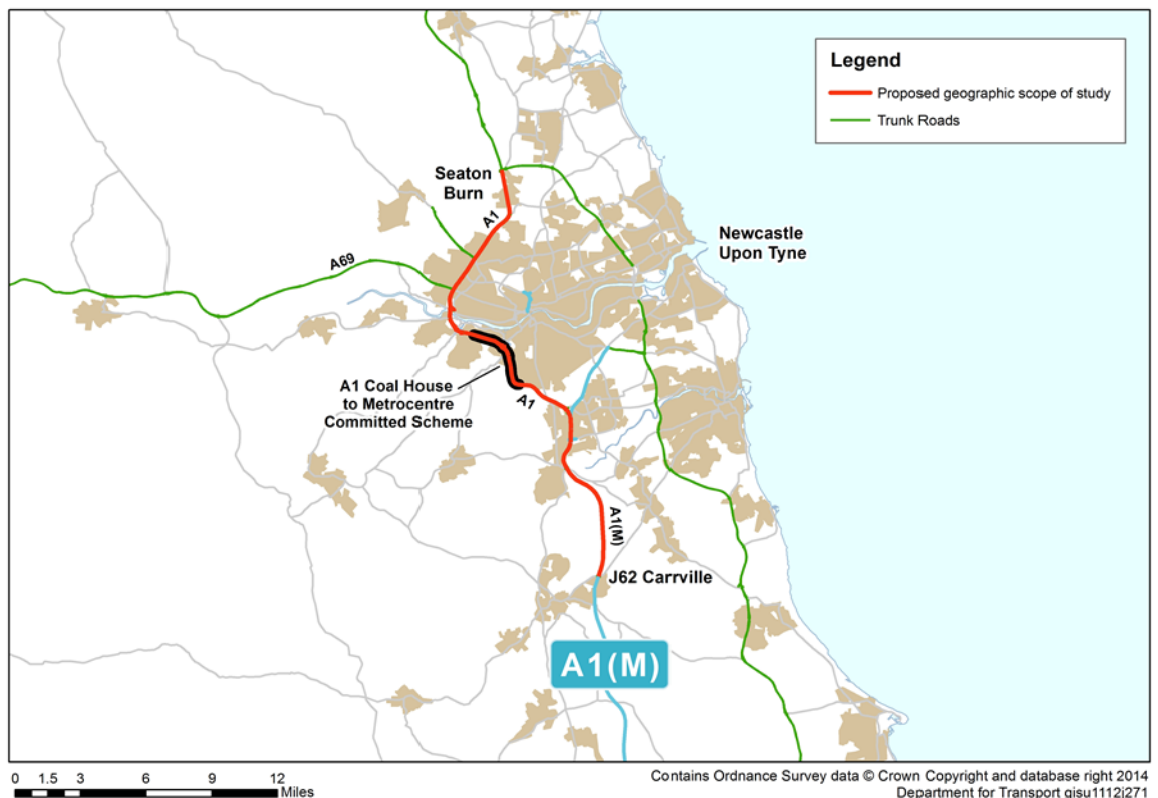 Legend
Proposed geographic scope of study
Trunk Roads
Seaton
Burn
A1
Newcastle
Upon Tyne
A69
A1 Coal House
to Metrocentre
Committed Scheme
A1
A1(M)
J62 Carrville
A1(M)
0 1.5 3 6 9 12
Miles
Contains Ordnance Survey data © Crown Copyright and database right 2014
Department for Transport gisu1112j271